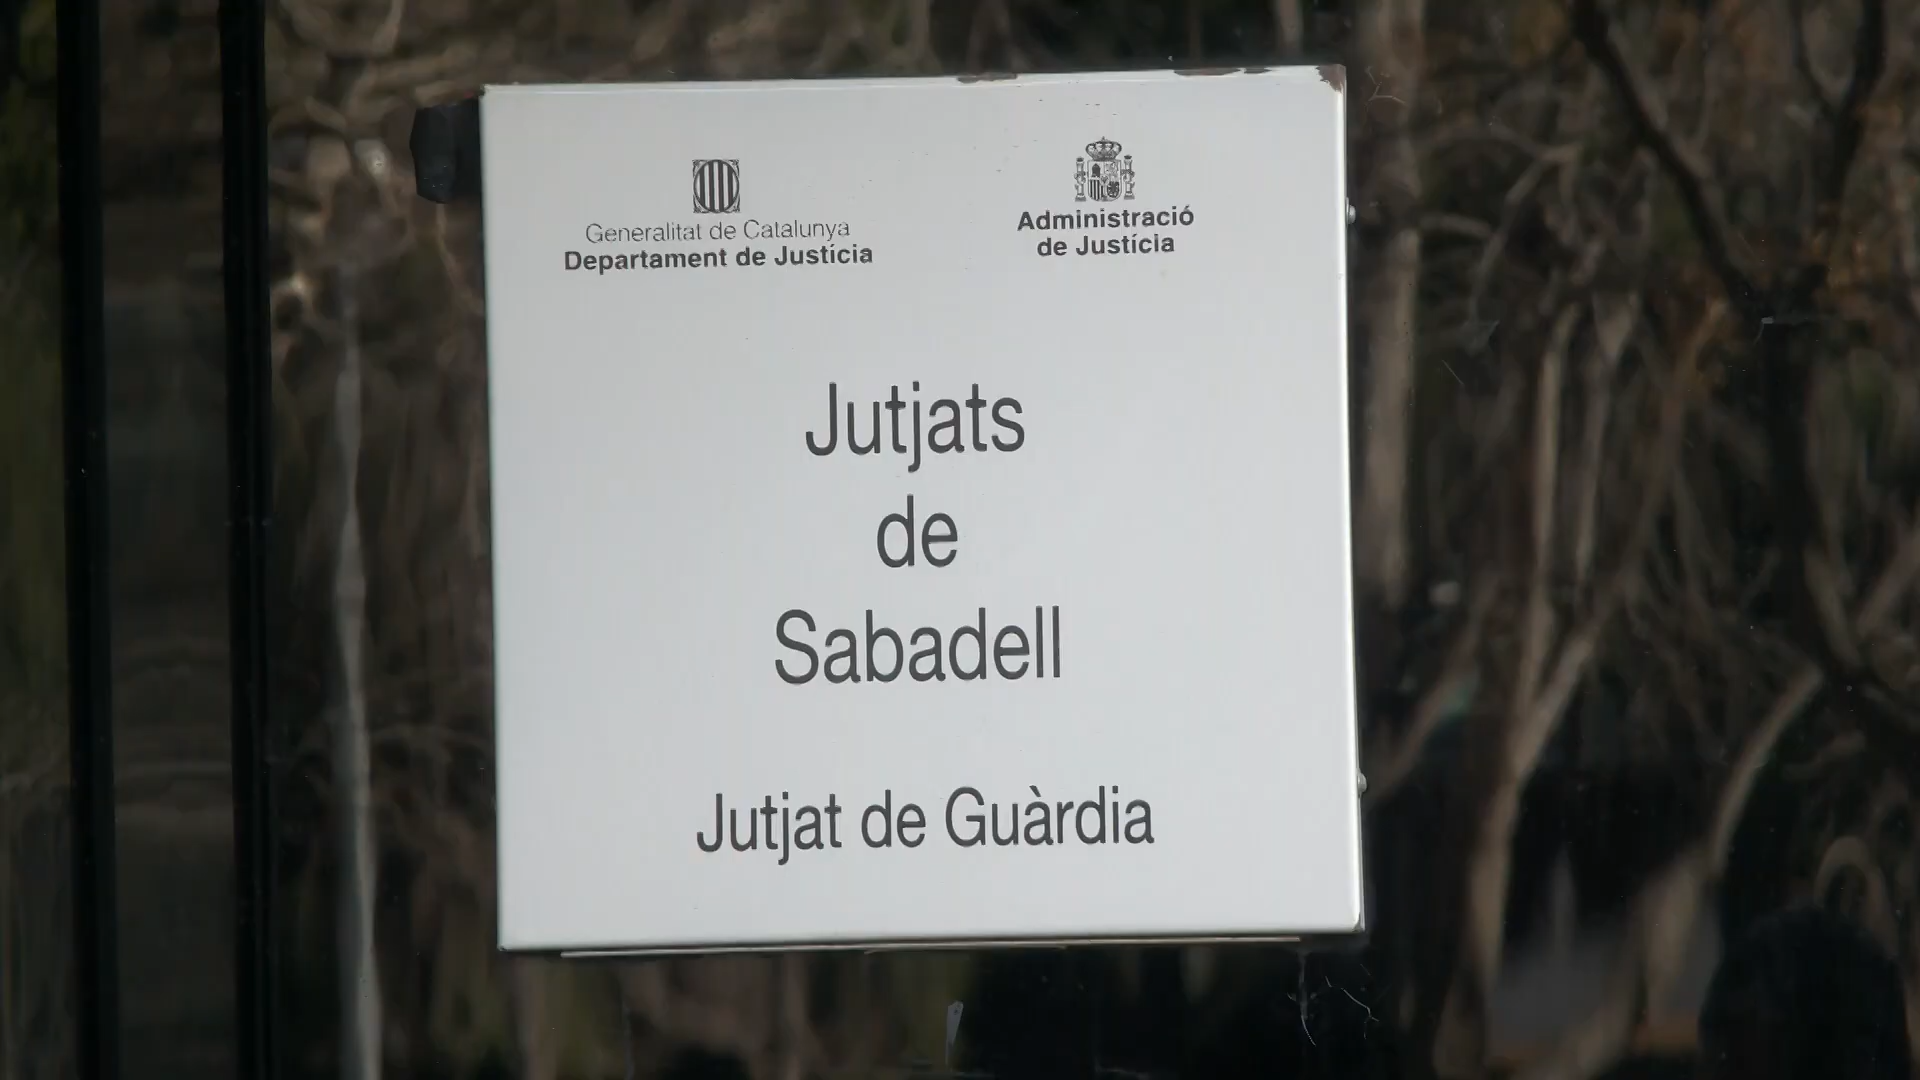 Generalitat de Catalunya
Departament de Justícia
Administració
de Justícia
Jutjats
de
Sabadell
Jutjat de Guàrdia